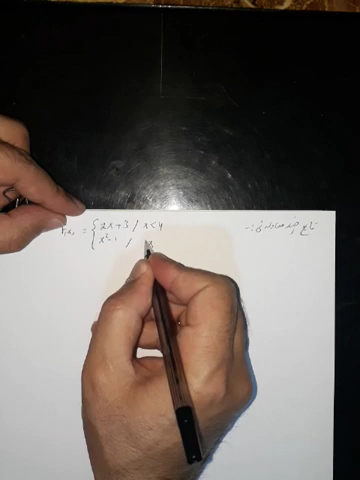 تابع چند ضابطه ای :
f(x) = { 2x+3 / x<4
x²-1 /